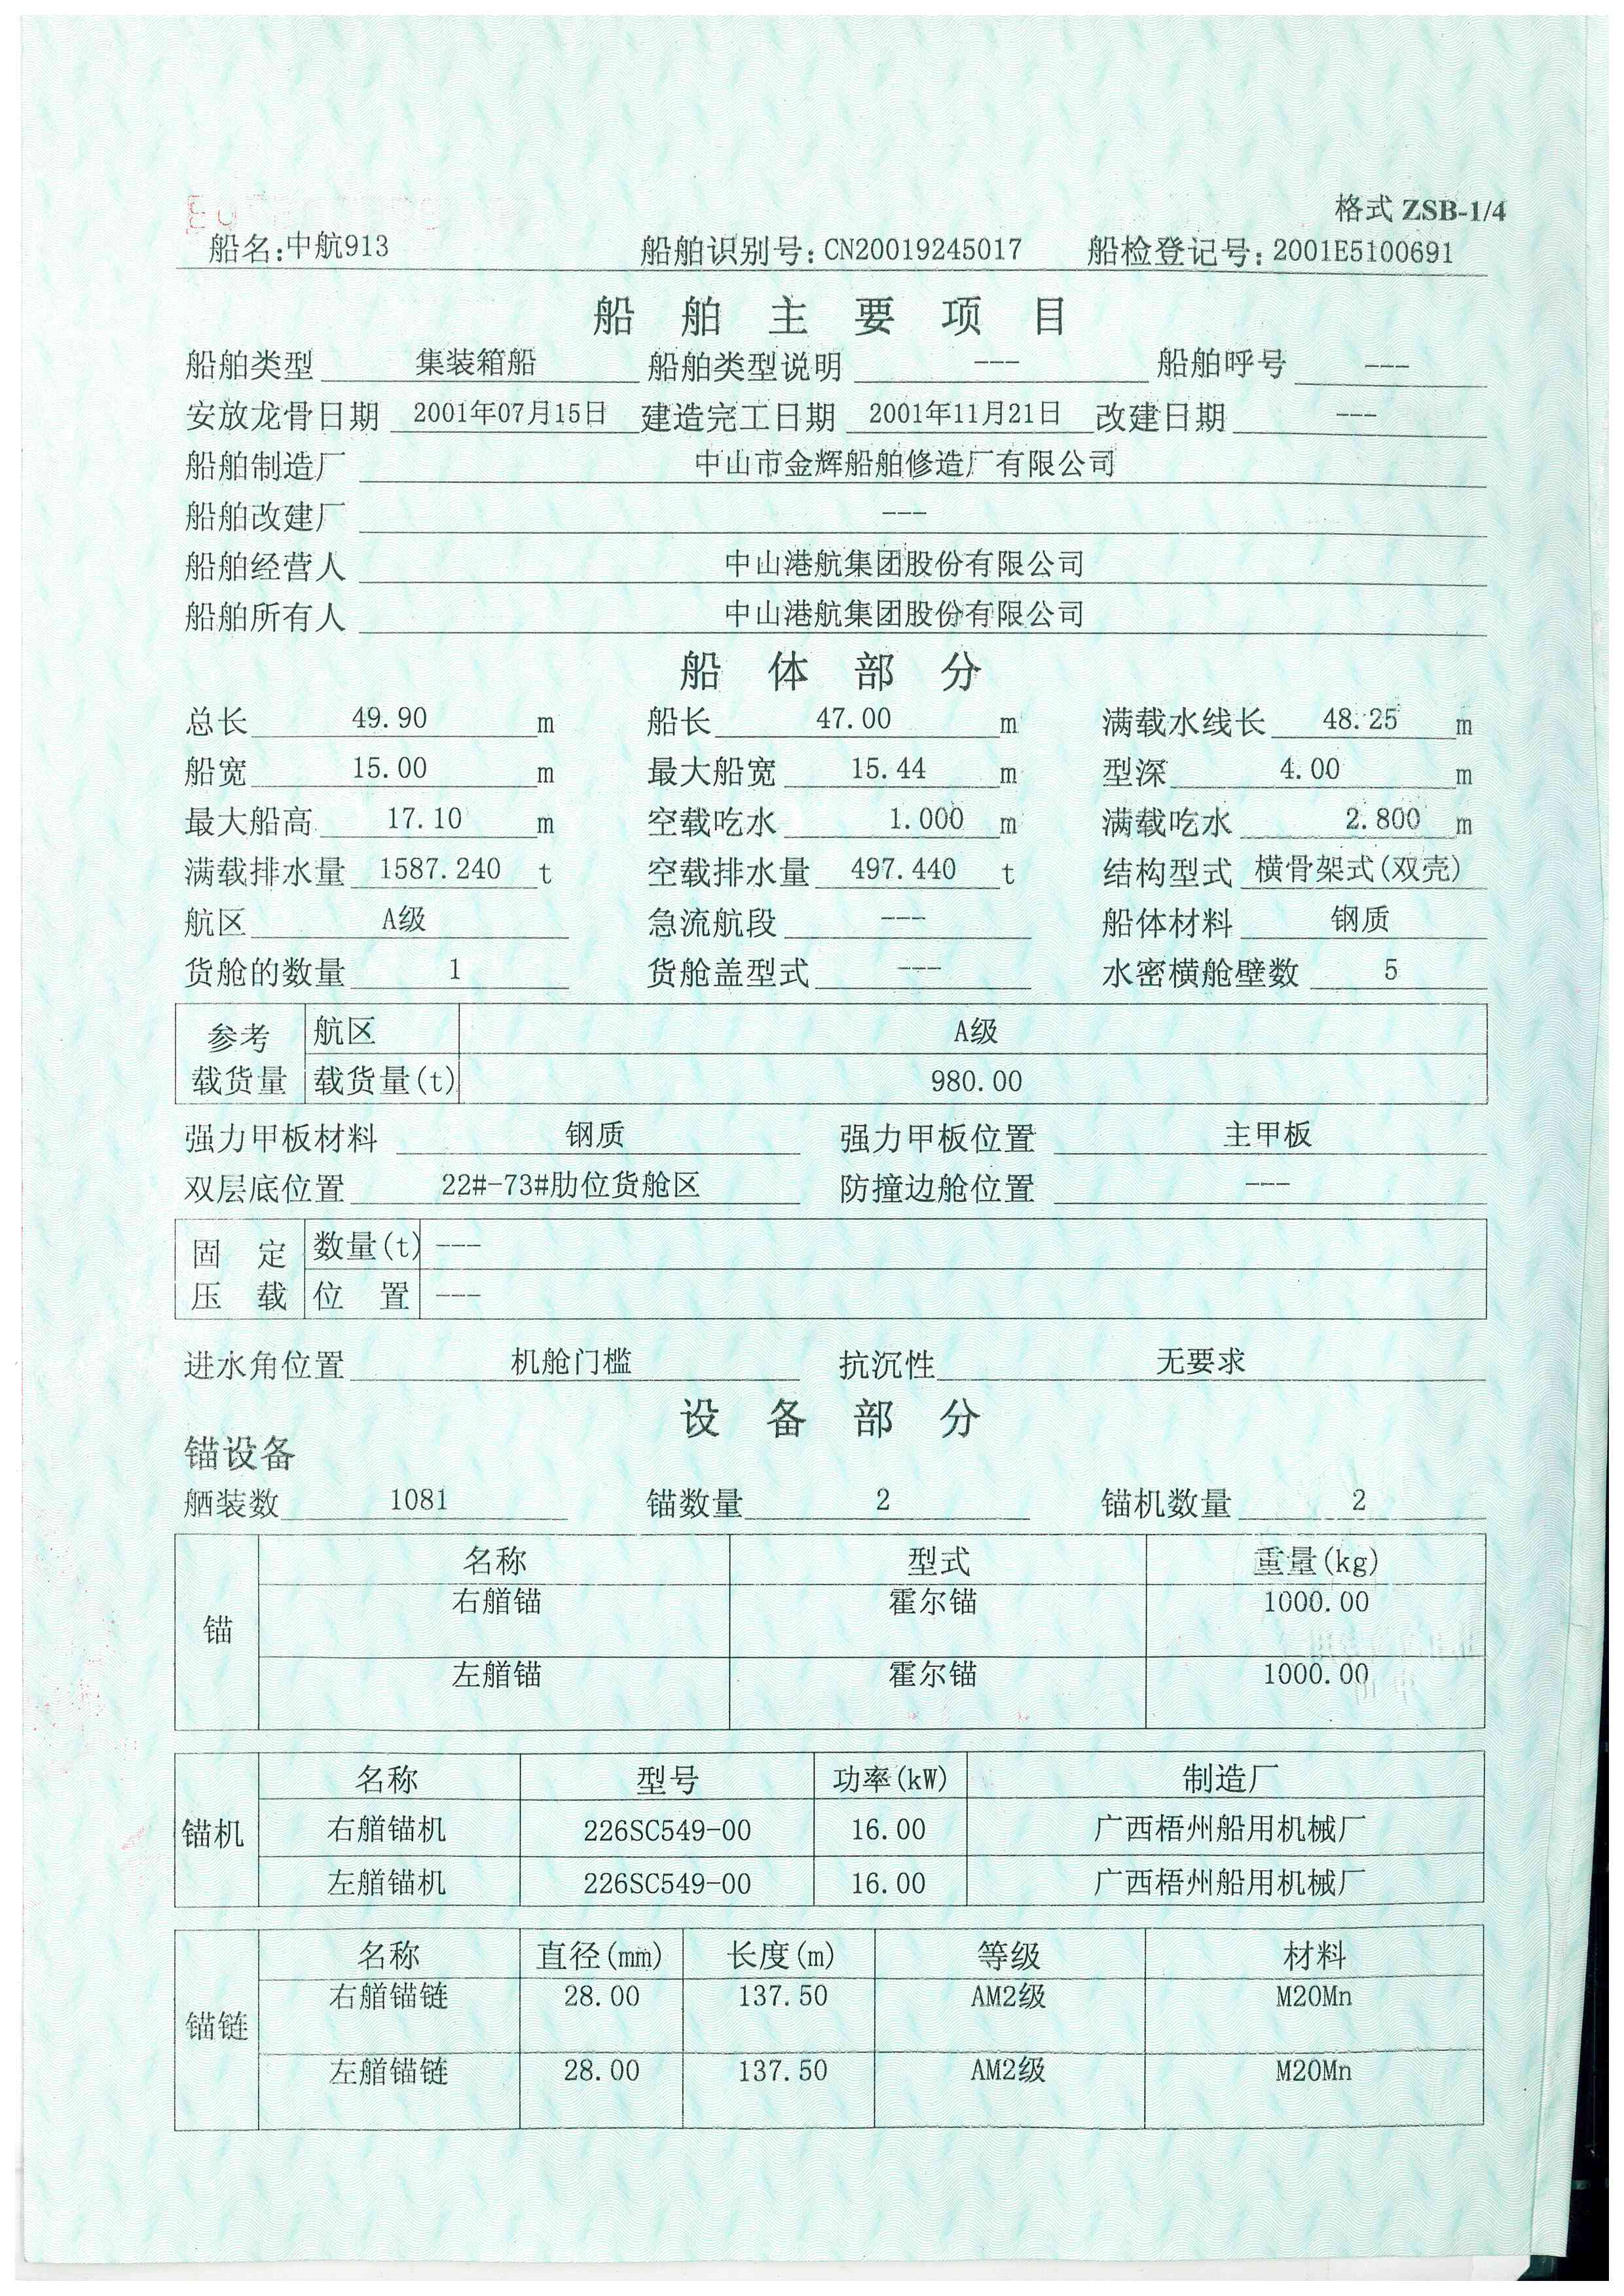 格式 ZSB-1/4
船名:中航913 船舶识别号:CN20019245017 船检登记号:2001E5100691
船舶主要项目
船舶类型 集装箱船 船舶类型说明 --- 船舶呼号 ---
安放龙骨日期 2001年07月15日 建造完工日期 2001年11月21日 改建日期 ---
船舶制造厂 中山市金辉船舶修造厂有限公司
船舶改建厂 ---
船舶经营人 中山港航集团股份有限公司
船舶所有人 中山港航集团股份有限公司
船体部分
总长 49.90 m 船长 47.00 m 满载水线长 48.25 m
船宽 15.00 m 最大船宽 15.44 m 型深 4.00 m
最大船高 17.10 m 空载吃水 1.000 m 满载吃水 2.800 m
满载排水量 1587.240 t 空载排水量 497.440 t 结构型式 横骨架式(双壳)
航区 A级 急流航段 --- 船体材料 钢质
货舱的数量 1 货舱盖型式 --- 水密横舱壁数 5
参考 航区 A级
载货量 载货量(t) 980.00
强力甲板材料 钢质 强力甲板位置 主甲板
双层底位置 22#-73#肋位货舱区 防撞边舱位置 ---
固定 数量(t) ---
压载 位置 ---
进水角位置 机舱门槛 抗沉性 无要求
设备部分
锚设备
舾装数 1081 锚数量 2 锚机数量 2
名称 型式 重量(kg)
右艏锚 霍尔锚 1000.00
锚
左艏锚 霍尔锚 1000.00
名称 型号 功率(kW) 制造厂
锚机 右艏锚机 226SC549-00 16.00 广西梧州船用机械厂
左艏锚机 226SC549-00 16.00 广西梧州船用机械厂
名称 直径(mm) 长度(m) 等级 材料
右艏锚链 28.00 137.50 AM2级 M20Mn
锚链
左艏锚链 28.00 137.50 AM2级 M20Mn